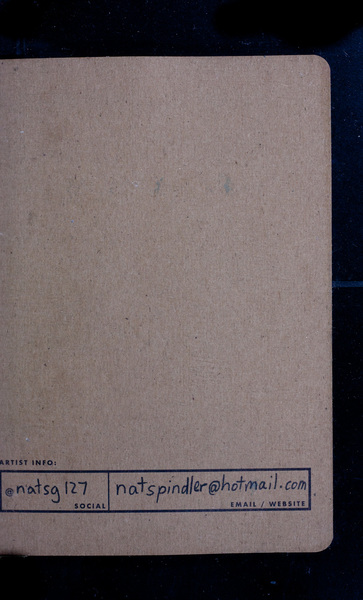 ARTIST INFO:
@natsg127 natspindler@hotmail.com
SOCIAL EMAIL / WEBSITE